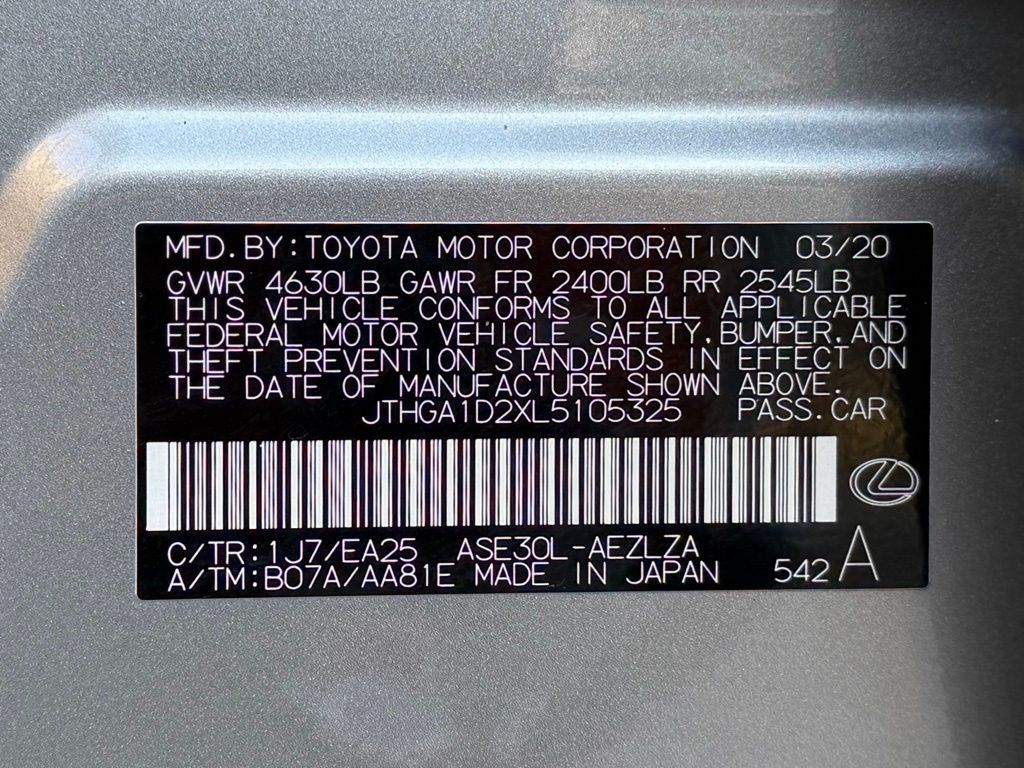 MFD.BY:TOYOTA MOTOR CORPORATION 03/20
GVWR 4630LB GAWR FR 2400LB RR 2545LB
THIS VEHICLE CONFORMS TO ALL APPLICABLE
FEDERAL MOTOR VEHICLE SAFETY,BUMPER,AND
THEFT PREVENTION STANDARDS IN EFFECT ON
THE DATE OF MANUFACTURE SHOWN ABOVE.
JTHGA1D2XL5105325 PASS.CAR
C/TR:1J7/EA25 ASE30L-AEZLZA
A/TM:B07A/AA81E MADE IN JAPAN 542 A